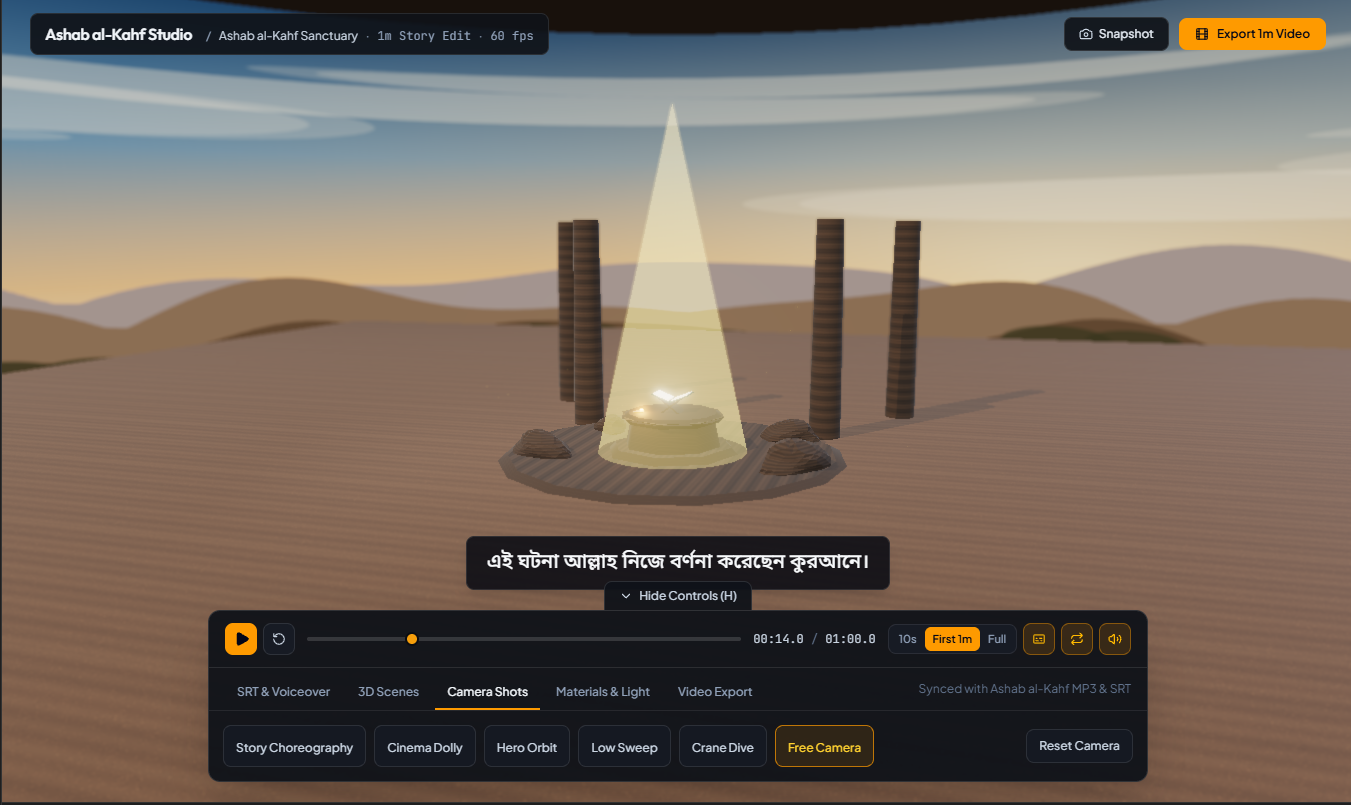 Ashab al-Kahf Studio / Ashab al-Kahf Sanctuary · 1m Story Edit · 60 fps
Snapshot
Export 1m Video
এই ঘটনা আল্লাহ নিজে বর্ণনা করেছেন কুরআনে।
Hide Controls (H)
00:14.0 / 01:00.0
10s First 1m Full
SRT & Voiceover 3D Scenes Camera Shots Materials & Light Video Export
Synced with Ashab al-Kahf MP3 & SRT
Story Choreography Cinema Dolly Hero Orbit Low Sweep Crane Dive Free Camera
Reset Camera